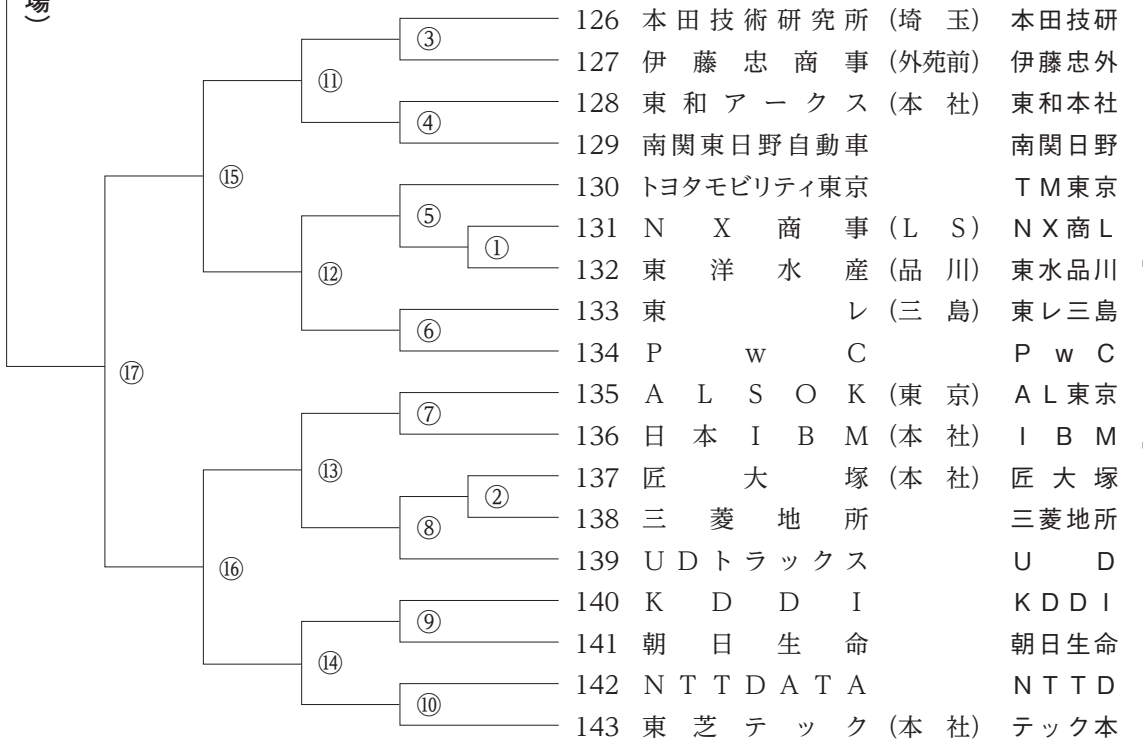 場）
126 本田技術研究所 (埼 玉) 本田技研
③
127 伊藤忠商事 (外苑前) 伊藤忠外
⑪
128 東和アークス (本 社) 東和本社
④
129 南関東日野自動車 南関日野
⑮
130 トヨタモビリティ東京 ＴＭ東京
⑤
131 ＮＸ商事 (Ｌ Ｓ) ＮＸ商Ｌ
①
132 東洋水産 (品 川) 東水品川
⑫
133 東レ (三 島) 東レ三島
⑥
134 ＰｗＣ ＰｗＣ
⑰
135 ＡＬＳＯＫ (東 京) ＡＬ東京
⑦
136 日本ＩＢＭ (本 社) ＩＢＭ
⑬
137 匠大塚 (本 社) 匠大塚
②
138 三菱地所 三菱地所
⑧
139 ＵＤトラックス ＵＤ
⑯
140 ＫＤＤＩ ＫＤＤＩ
⑨
141 朝日生命 朝日生命
⑭
142 ＮＴＴＤＡＴＡ ＮＴＴＤ
⑩
143 東芝テック (本 社) テック本